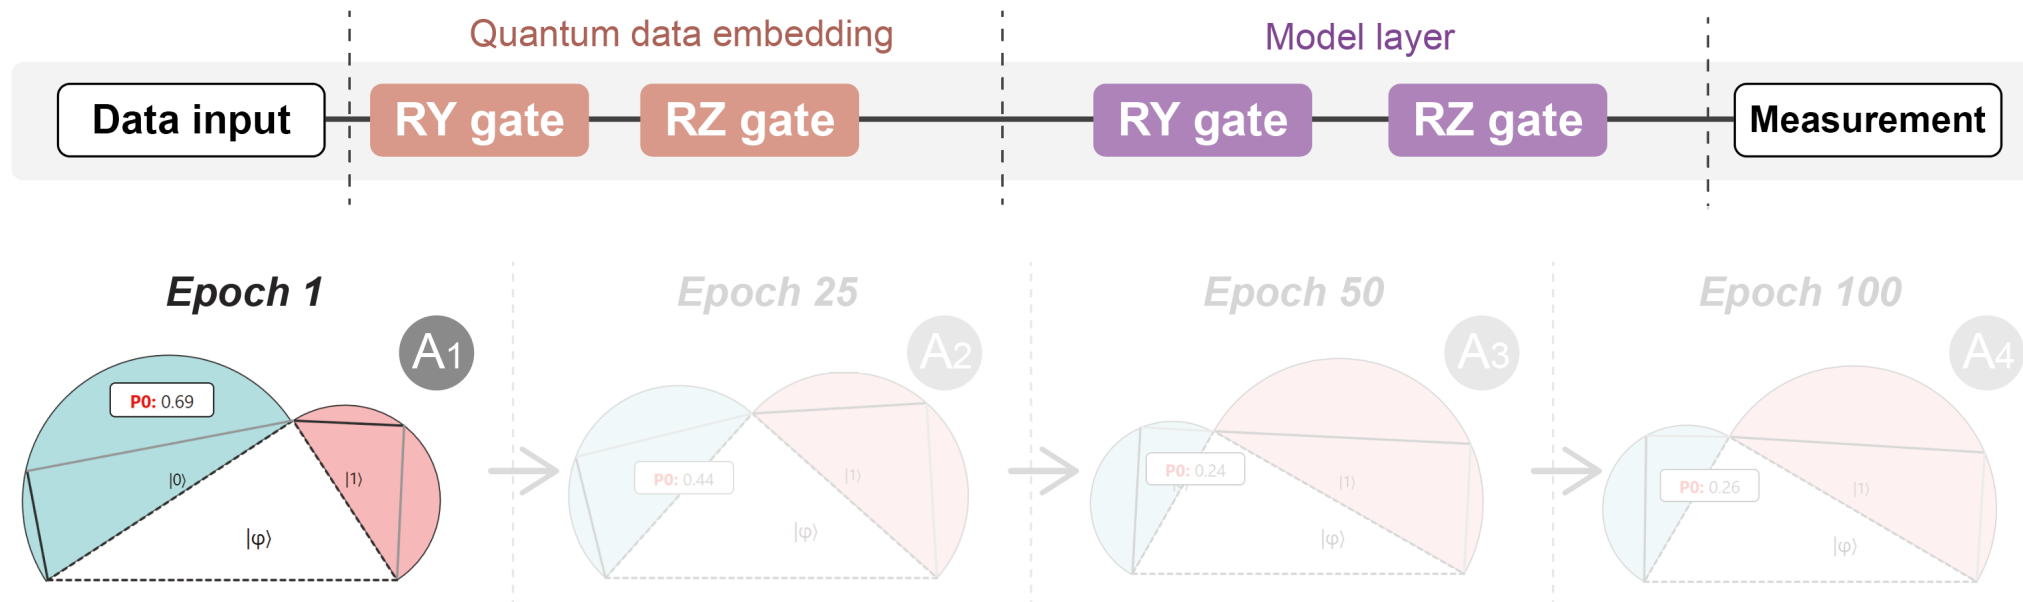 Quantum data embedding
Model layer
Data input
RY gate
RZ gate
RY gate
RZ gate
Measurement
Epoch 1
Epoch 25
Epoch 50
Epoch 100
A1
A2
A3
A4
P0: 0.69
|0⟩
|1⟩
|φ⟩
P0: 0.44
|1⟩
|φ⟩
P0: 0.24
|1⟩
|φ⟩
P0: 0.26
|1⟩
|φ⟩